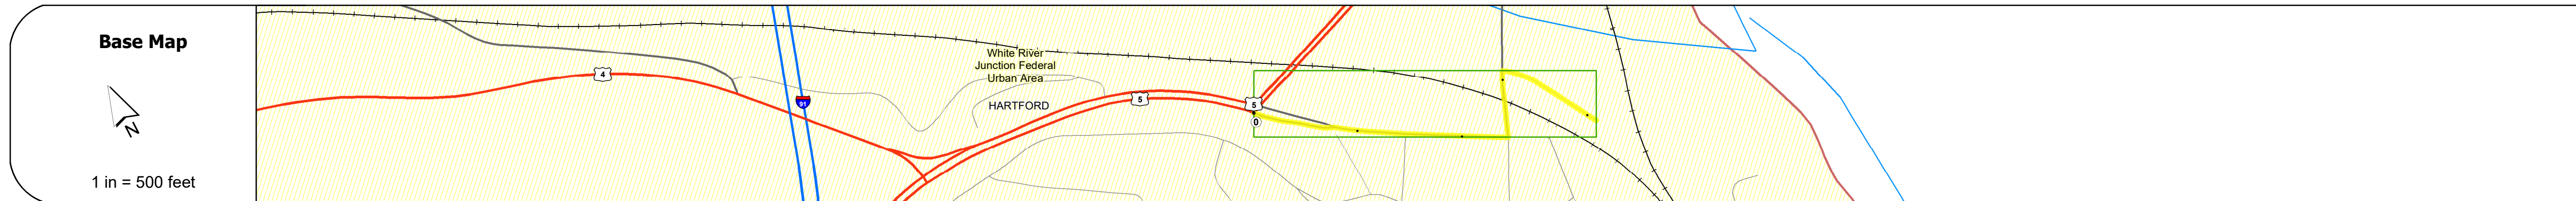 Base Map
N
1 in = 500 feet
4
91
White River
Junction Federal
Urban Area
HARTFORD
5
5
0